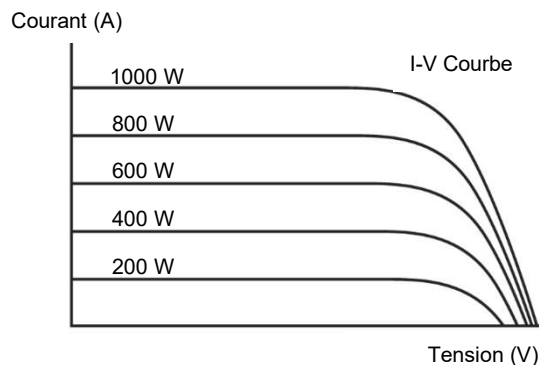 Courant (A)
I-V Courbe
1000 W
800 W
600 W
400 W
200 W
Tension (V)